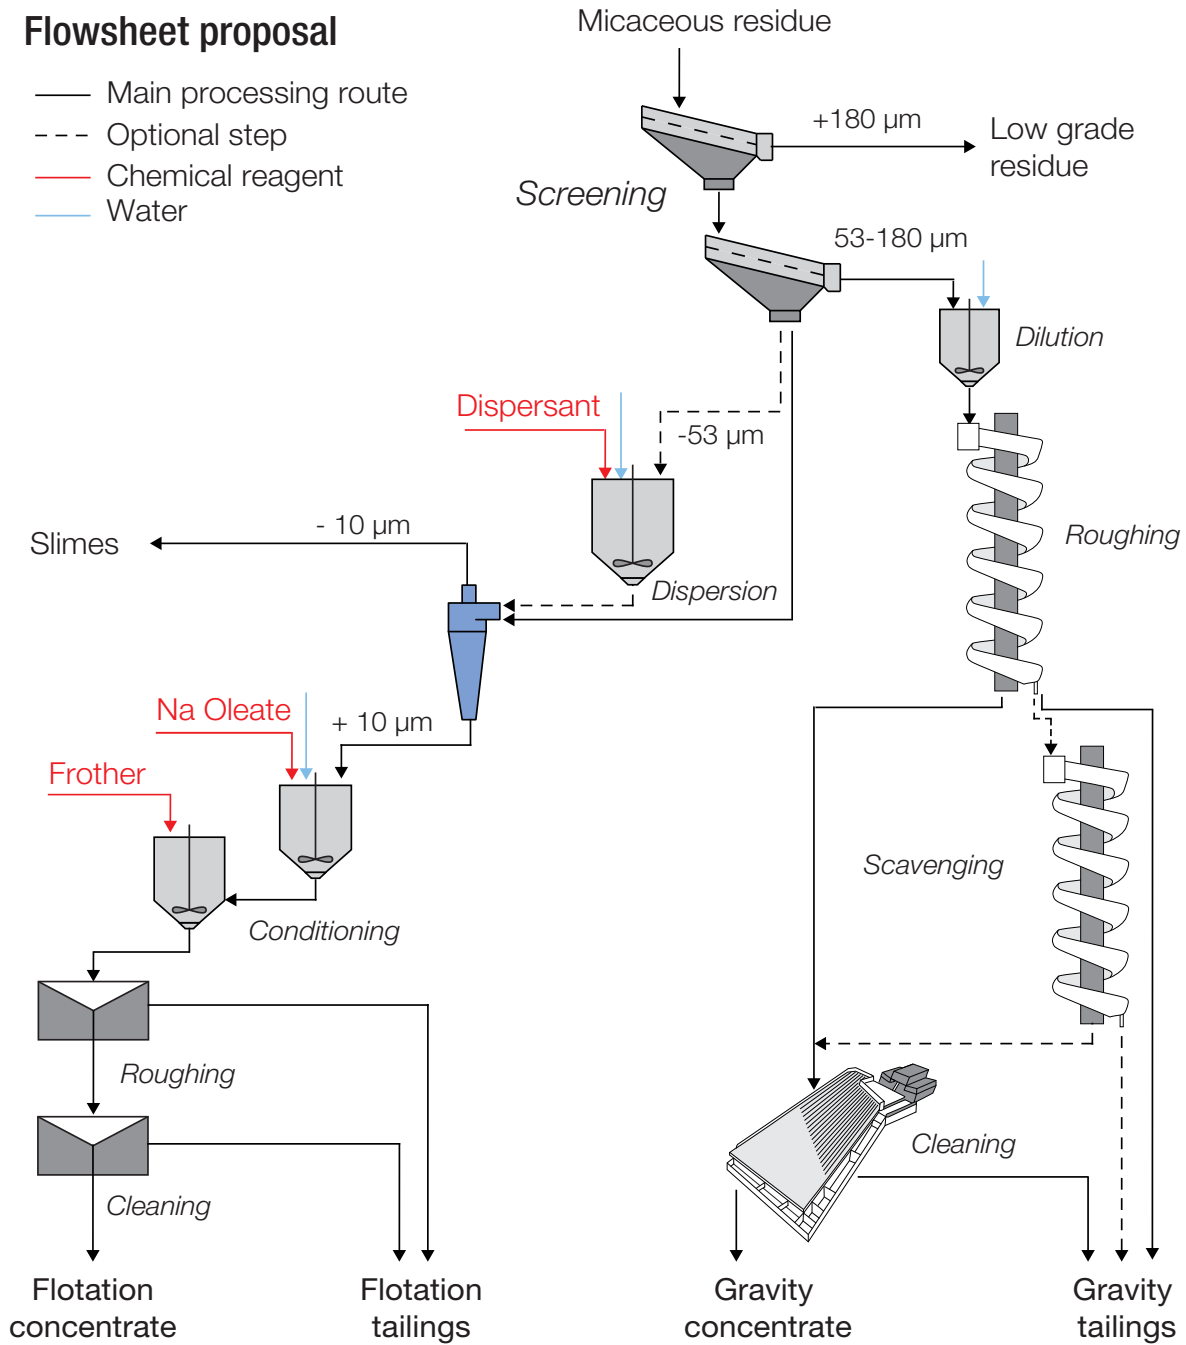 Flowsheet proposal
Main processing route
Optional step
Chemical reagent
Water
Micaceous residue
+180 µm
Low grade
residue
Screening
53-180 µm
Dilution
Dispersant
-53 µm
- 10 µm
Slimes
Roughing
Dispersion
Na Oleate
+ 10 µm
Frother
Scavenging
Conditioning
Roughing
Cleaning
Cleaning
Flotation
concentrate
Flotation
tailings
Gravity
concentrate
Gravity
tailings